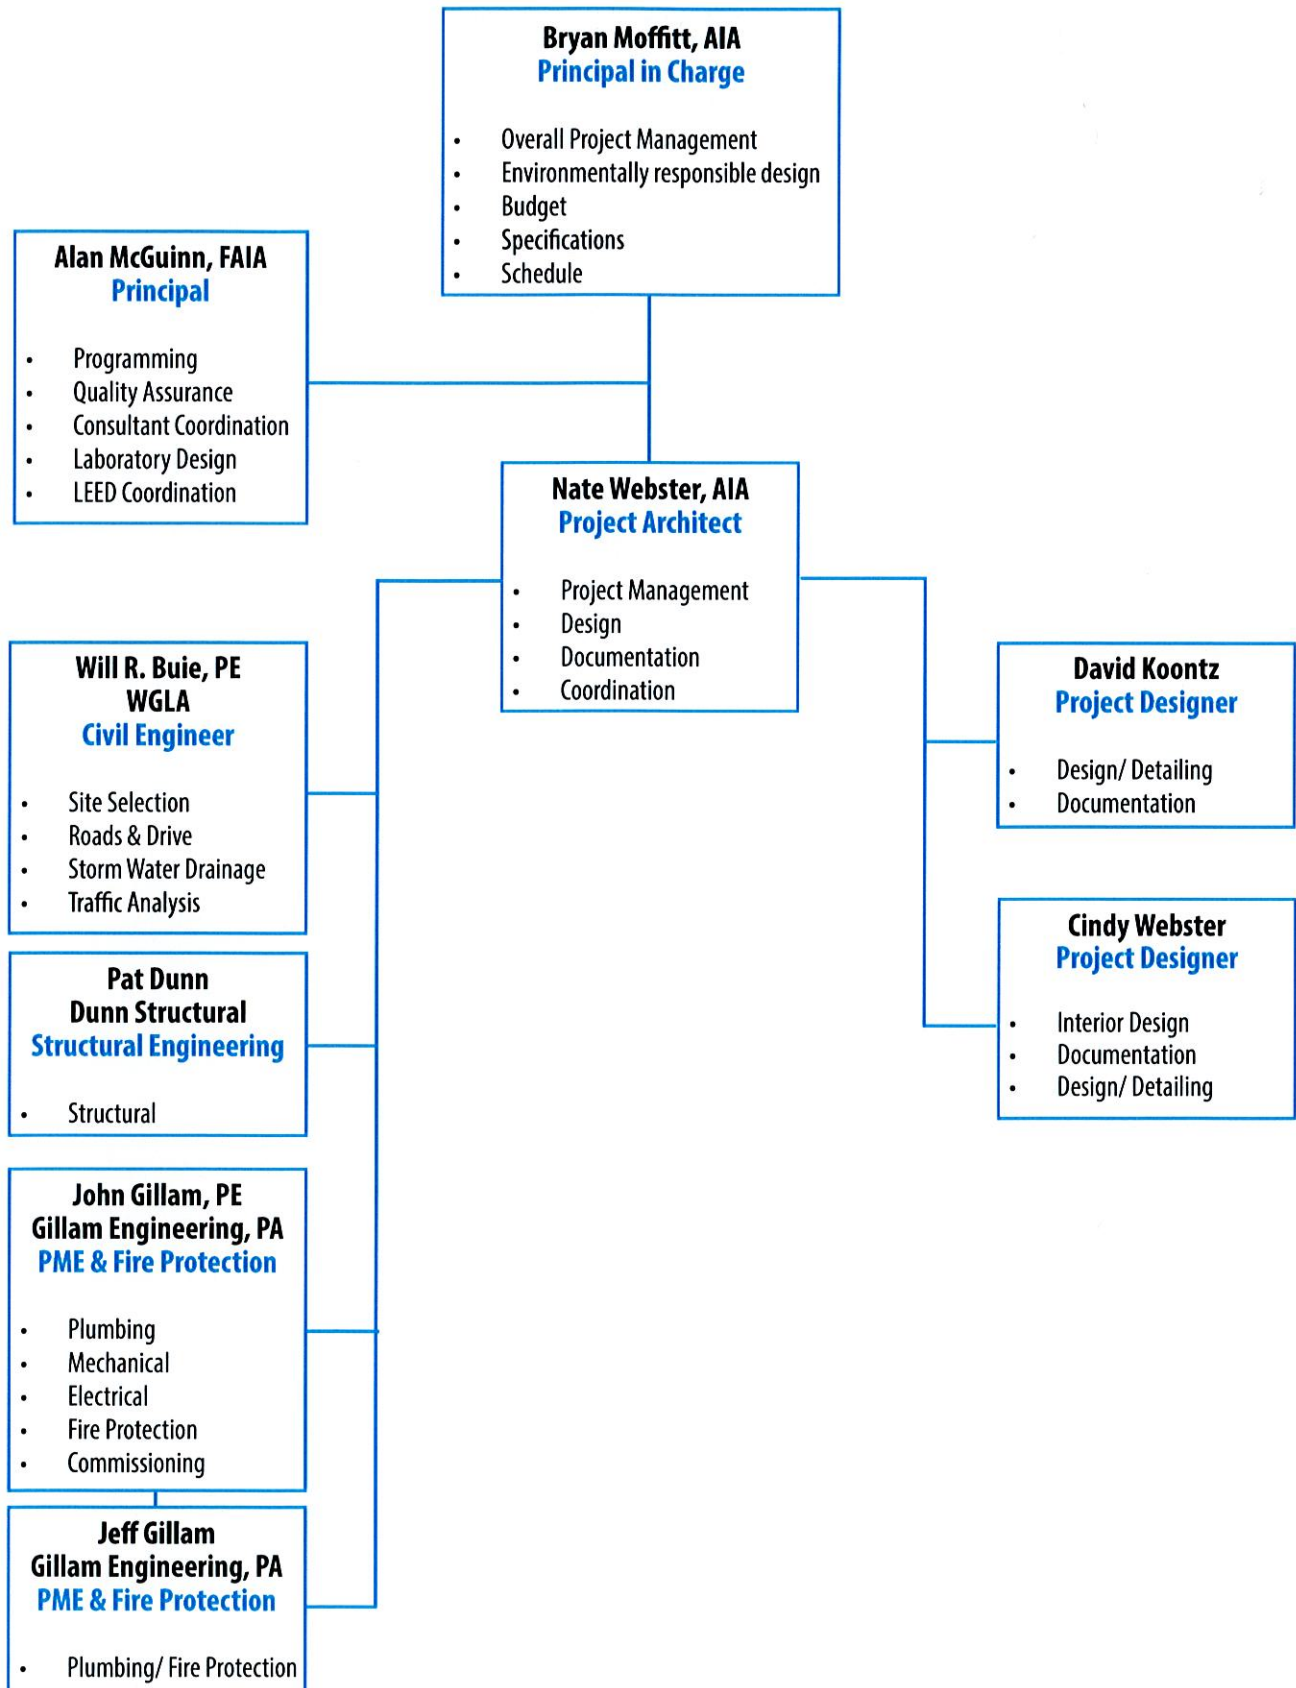 Bryan Moffitt, AIA
Principal in Charge
• Overall Project Management
• Environmentally responsible design
• Budget
• Specifications
• Schedule
Alan McGuinn, FAIA
Principal
• Programming
• Quality Assurance
• Consultant Coordination
• Laboratory Design
• LEED Coordination
Nate Webster, AIA
Project Architect
• Project Management
• Design
• Documentation
• Coordination
Will R. Buie, PE
WGLA
Civil Engineer
• Site Selection
• Roads & Drive
• Storm Water Drainage
• Traffic Analysis
David Koontz
Project Designer
• Design/ Detailing
• Documentation
Cindy Webster
Project Designer
• Interior Design
• Documentation
• Design/ Detailing
Pat Dunn
Dunn Structural
Structural Engineering
• Structural
John Gillam, PE
Gillam Engineering, PA
PME & Fire Protection
• Plumbing
• Mechanical
• Electrical
• Fire Protection
• Commissioning
Jeff Gillam
Gillam Engineering, PA
PME & Fire Protection
• Plumbing/ Fire Protection